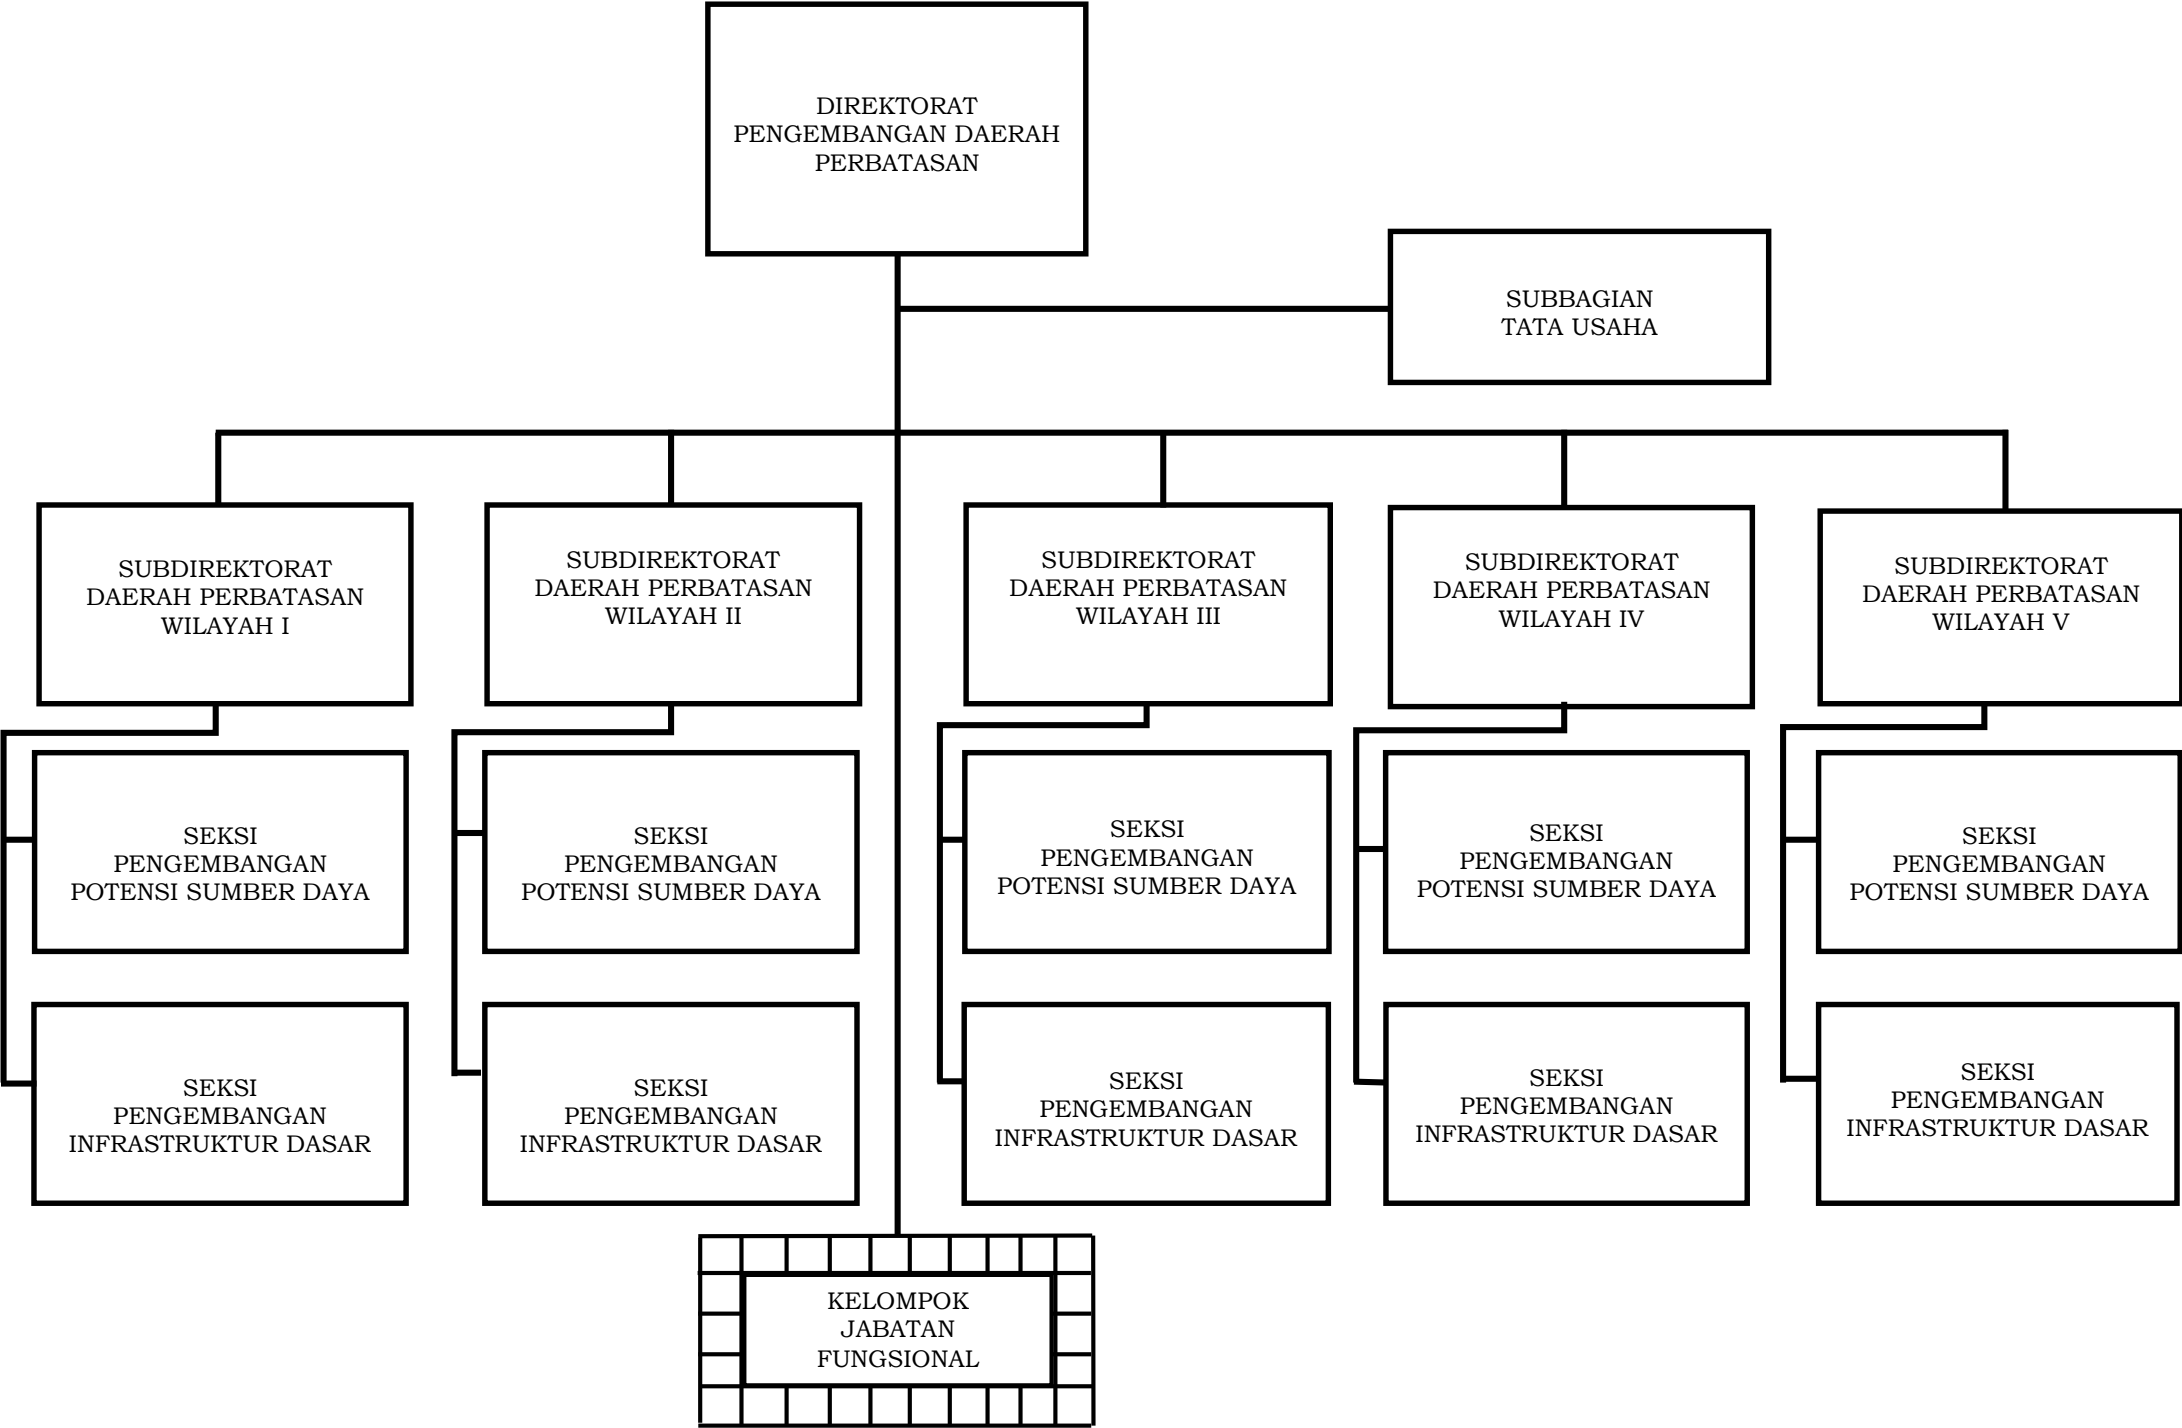 DIREKTORAT
PENGEMBANGAN DAERAH
PERBATASAN
SUBBAGIAN
TATA USAHA
SUBDIREKTORAT
DAERAH PERBATASAN
WILAYAH I
SUBDIREKTORAT
DAERAH PERBATASAN
WILAYAH II
SUBDIREKTORAT
DAERAH PERBATASAN
WILAYAH III
SUBDIREKTORAT
DAERAH PERBATASAN
WILAYAH IV
SUBDIREKTORAT
DAERAH PERBATASAN
WILAYAH V
SEKSI
PENGEMBANGAN
POTENSI SUMBER DAYA
SEKSI
PENGEMBANGAN
POTENSI SUMBER DAYA
SEKSI
PENGEMBANGAN
POTENSI SUMBER DAYA
SEKSI
PENGEMBANGAN
POTENSI SUMBER DAYA
SEKSI
PENGEMBANGAN
POTENSI SUMBER DAYA
SEKSI
PENGEMBANGAN
INFRASTRUKTUR DASAR
SEKSI
PENGEMBANGAN
INFRASTRUKTUR DASAR
SEKSI
PENGEMBANGAN
INFRASTRUKTUR DASAR
SEKSI
PENGEMBANGAN
INFRASTRUKTUR DASAR
SEKSI
PENGEMBANGAN
INFRASTRUKTUR DASAR
KELOMPOK
JABATAN
FUNGSIONAL